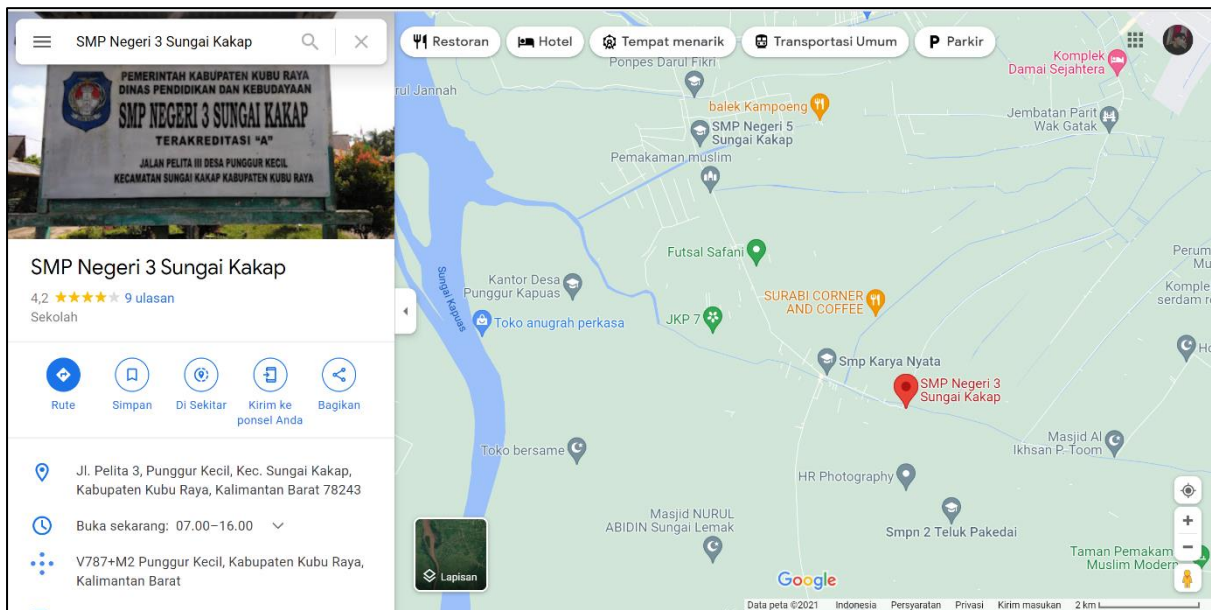 SMP Negeri 3 Sungai Kakap
PEMERINTAH KABUPATEN KUBU RAYA
DINAS PENDIDIKAN DAN KEBUDAYAAN
SMP NEGERI 3 SUNGAI KAKAP
TERAKREDITASI "A"
JALAN PELITA III DESA PUNGGUR KECIL
KECAMATAN SUNGAI KAKAP KABUPATEN KUBU RAYA
SMP Negeri 3 Sungai Kakap
4,2 9 ulasan
Sekolah
Rute
Simpan
Di Sekitar
Kirim ke
ponsel Anda
Bagikan
Jl. Pelita 3, Punggur Kecil, Kec. Sungai Kakap,
Kabupaten Kubu Raya, Kalimantan Barat 78243
Buka sekarang: 07.00–16.00
V787+M2 Punggur Kecil, Kabupaten Kubu Raya,
Kalimantan Barat
Restoran
Hotel
Tempat menarik
Transportasi Umum
P Parkir
Ponpes Darul Fikri
Komplek
Damai Sejahtera
rul Jannah
balek Kampoeng
Jembatan Parit
Wak Gatak
SMP Negeri 5
Sungai Kakap
Pemakaman muslim
Futsal Safani
Perum
Mu
Sungai Kapuas
Kantor Desa
Punggur Kapuas
Komple
serdam r
SURABI CORNER
AND COFFEE
Toko anugrah perkasa
JKP 7
Ho
Smp Karya Nyata
SMP Negeri 3
Sungai Kakap
Toko bersame
Masjid Al
Ikhsan P-Toom
HR Photography
Masjid NURUL
ABIDIN Sungai Lemak
Smpn 2 Teluk Pakedai
Taman Pemakam
Muslim Modern
Lapisan
Google
Data peta ©2021 Indonesia Persyaratan Privasi Kirim masukan 2 km